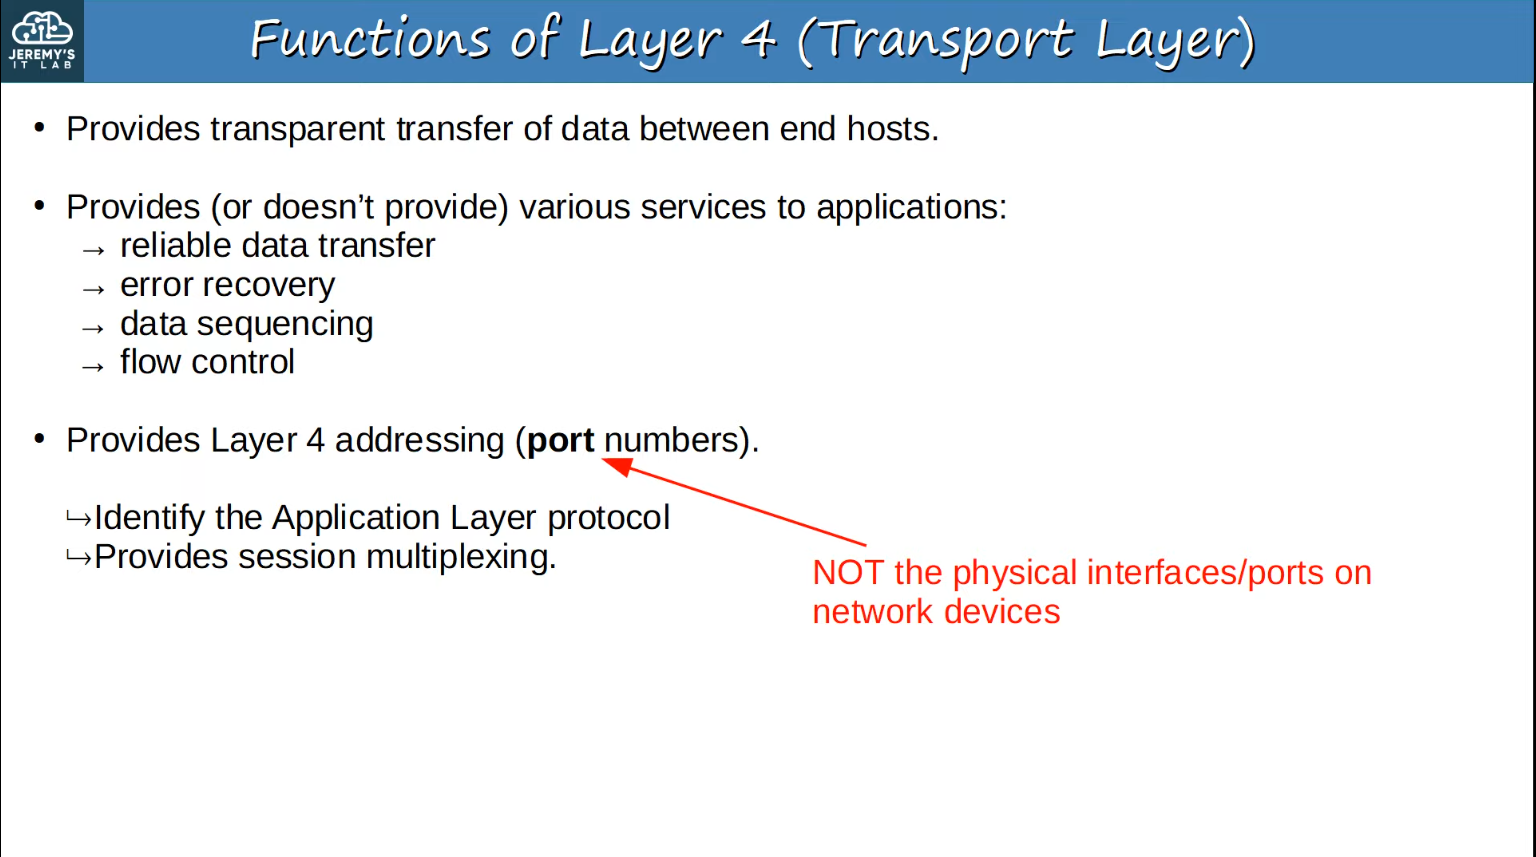 JEREMY'S
IT LAB
Functions of Layer 4 (Transport Layer)
• Provides transparent transfer of data between end hosts.
• Provides (or doesn’t provide) various services to applications:
→ reliable data transfer
→ error recovery
→ data sequencing
→ flow control
• Provides Layer 4 addressing (port numbers).
↪Identify the Application Layer protocol
↪Provides session multiplexing.
NOT the physical interfaces/ports on
network devices